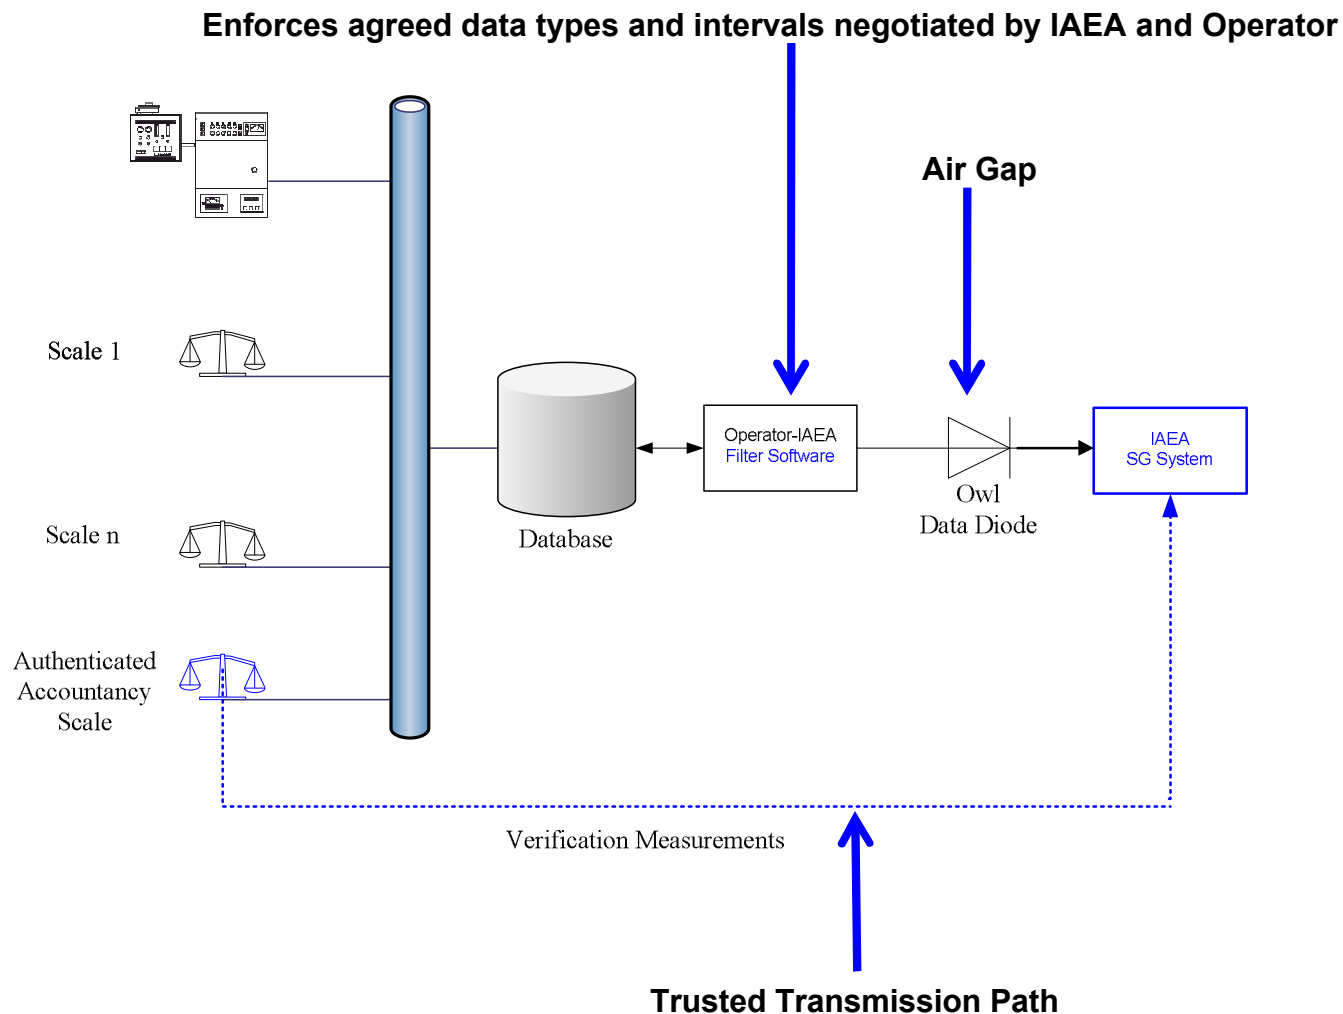 Enforces agreed data types and intervals negotiated by IAEA and Operator
Air Gap
Scale 1
Operator-IAEA
Filter Software
IAEA
SG System
Owl
Data Diode
Scale n
Database
Authenticated
Accountancy
Scale
Verification Measurements
Trusted Transmission Path